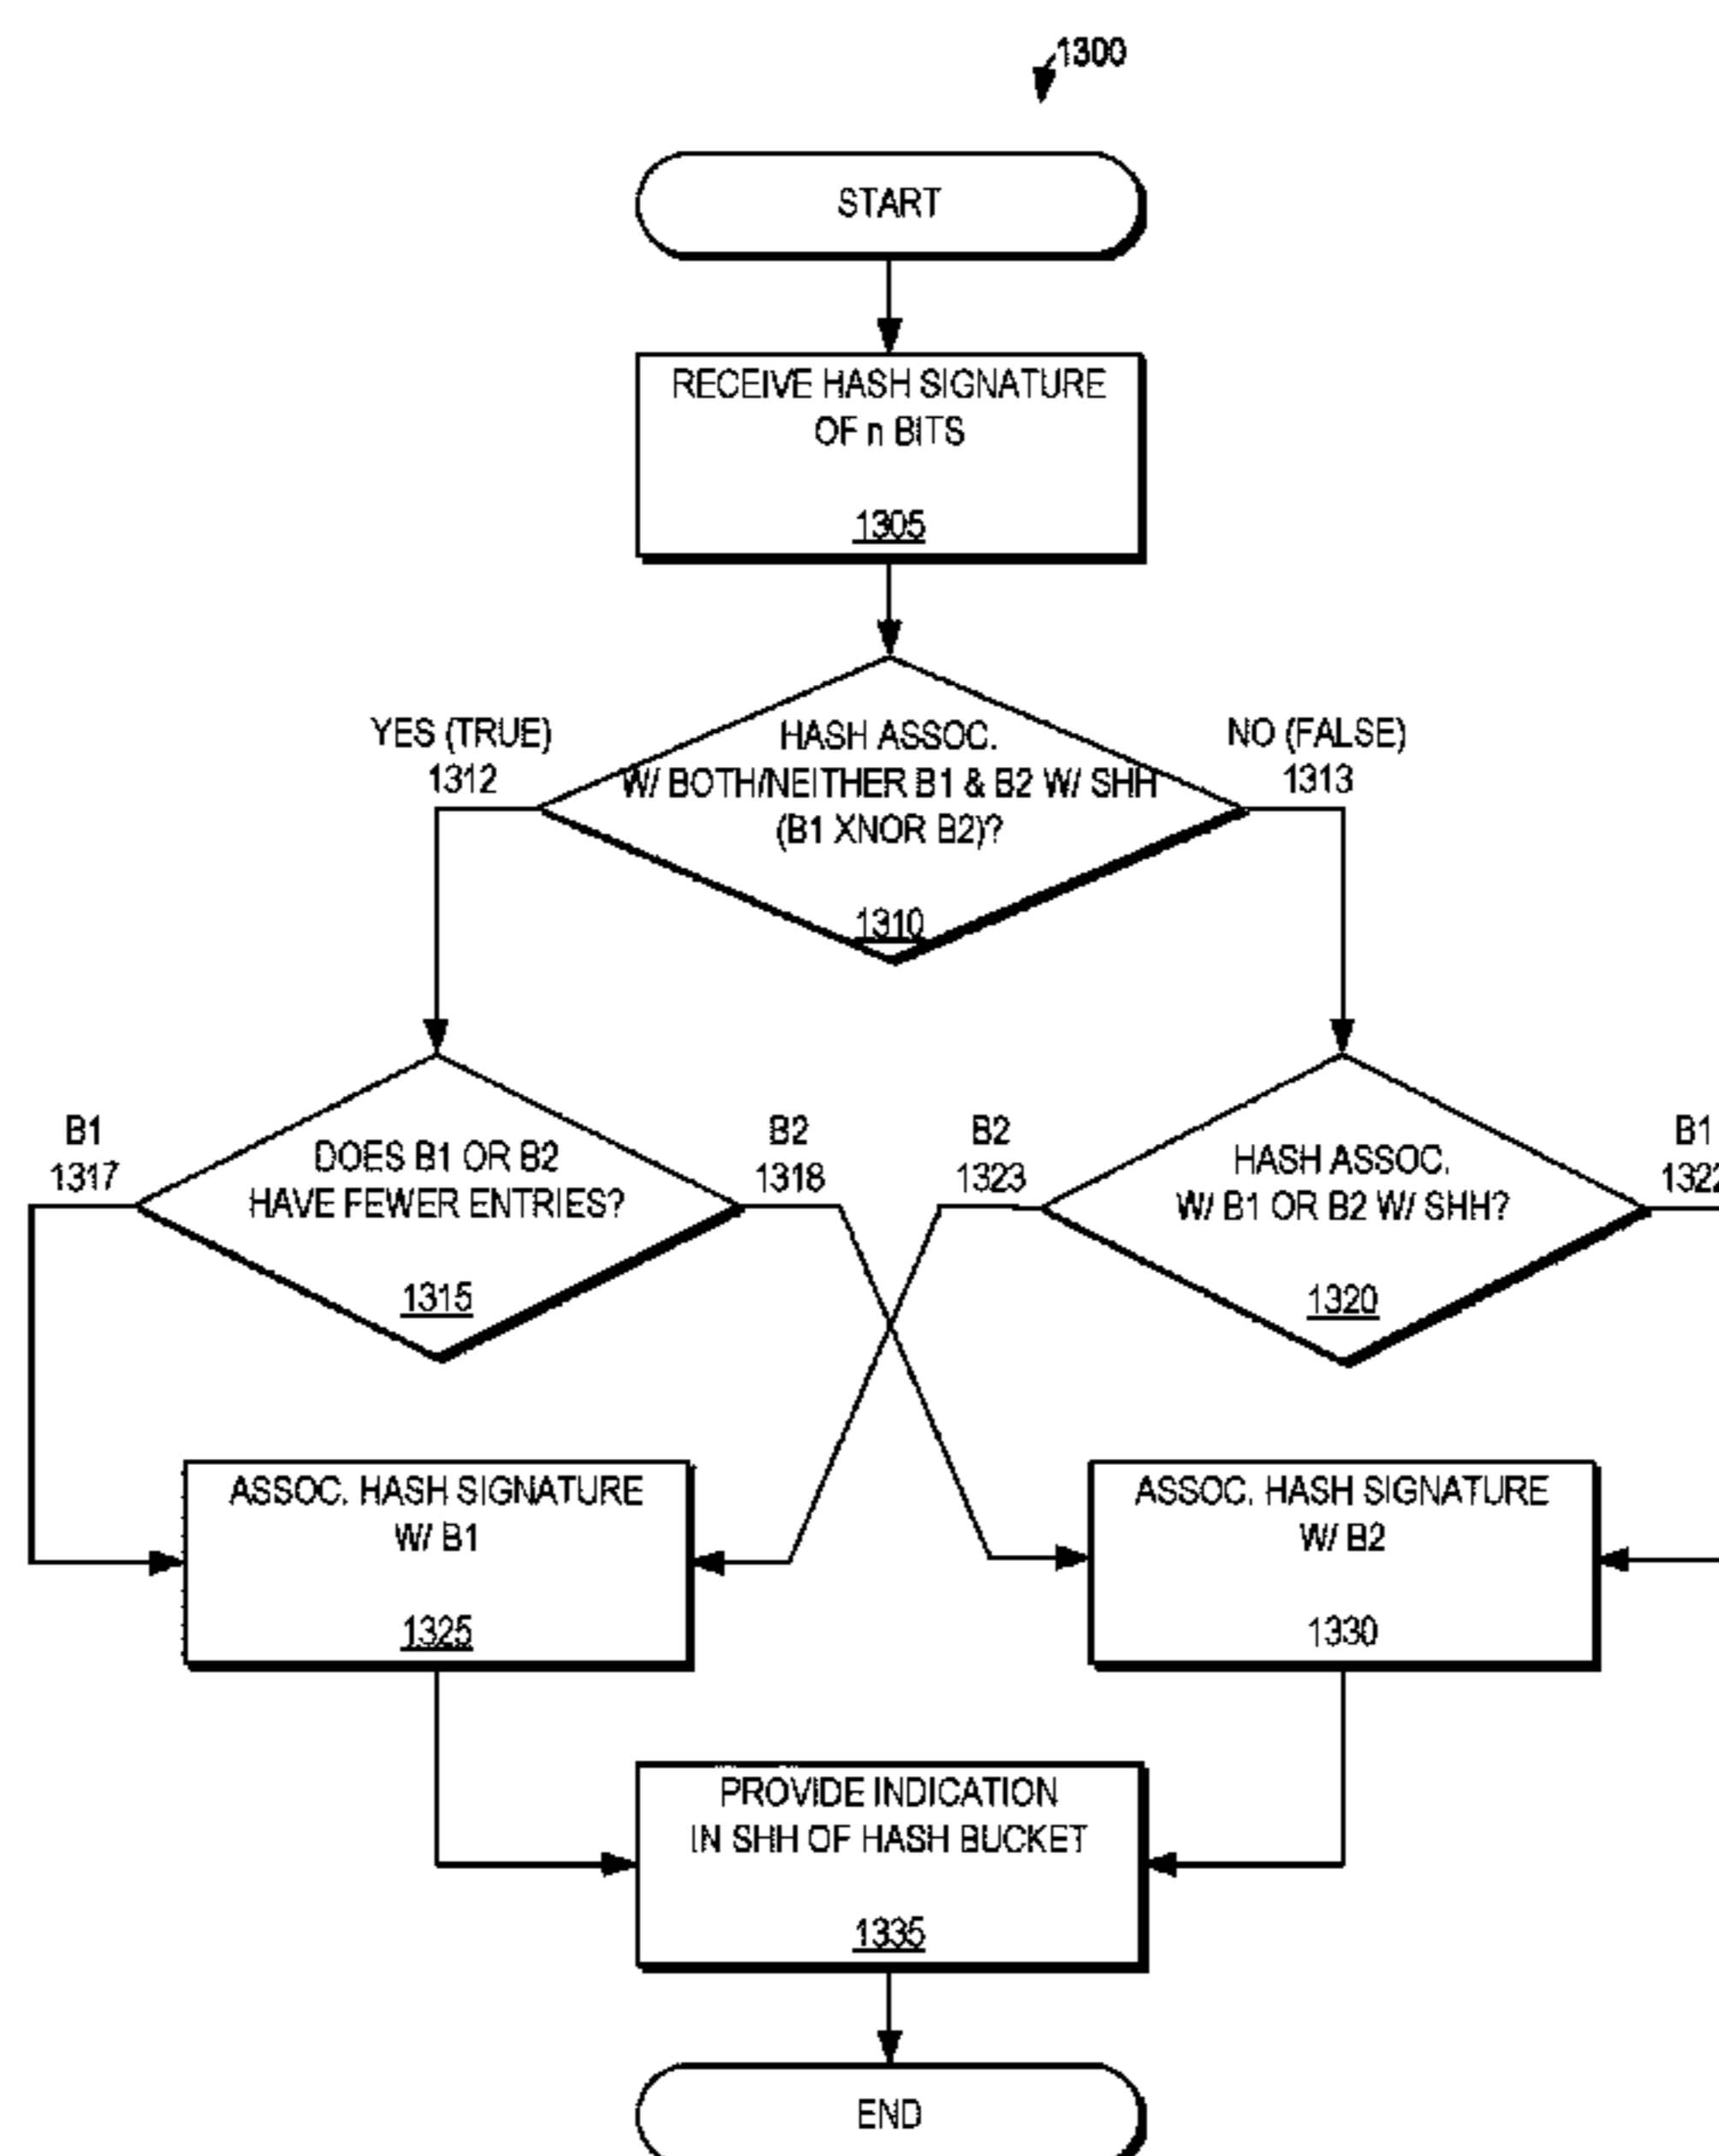 1300
START
RECEIVE HASH SIGNATURE
OF n BITS
1305
YES (TRUE)
1312
HASH ASSOC.
W/ BOTH/NEITHER B1 & B2 W/ SHH
(B1 XNOR B2)?
1310
NO (FALSE)
1313
B1
1317
DOES B1 OR B2
HAVE FEWER ENTRIES?
1315
B2
1318
B2
1323
HASH ASSOC.
W/ B1 OR B2 W/ SHH?
1320
B1
1322
ASSOC. HASH SIGNATURE
W/ B1
1325
ASSOC. HASH SIGNATURE
W/ B2
1330
PROVIDE INDICATION
IN SHH OF HASH BUCKET
1335
END